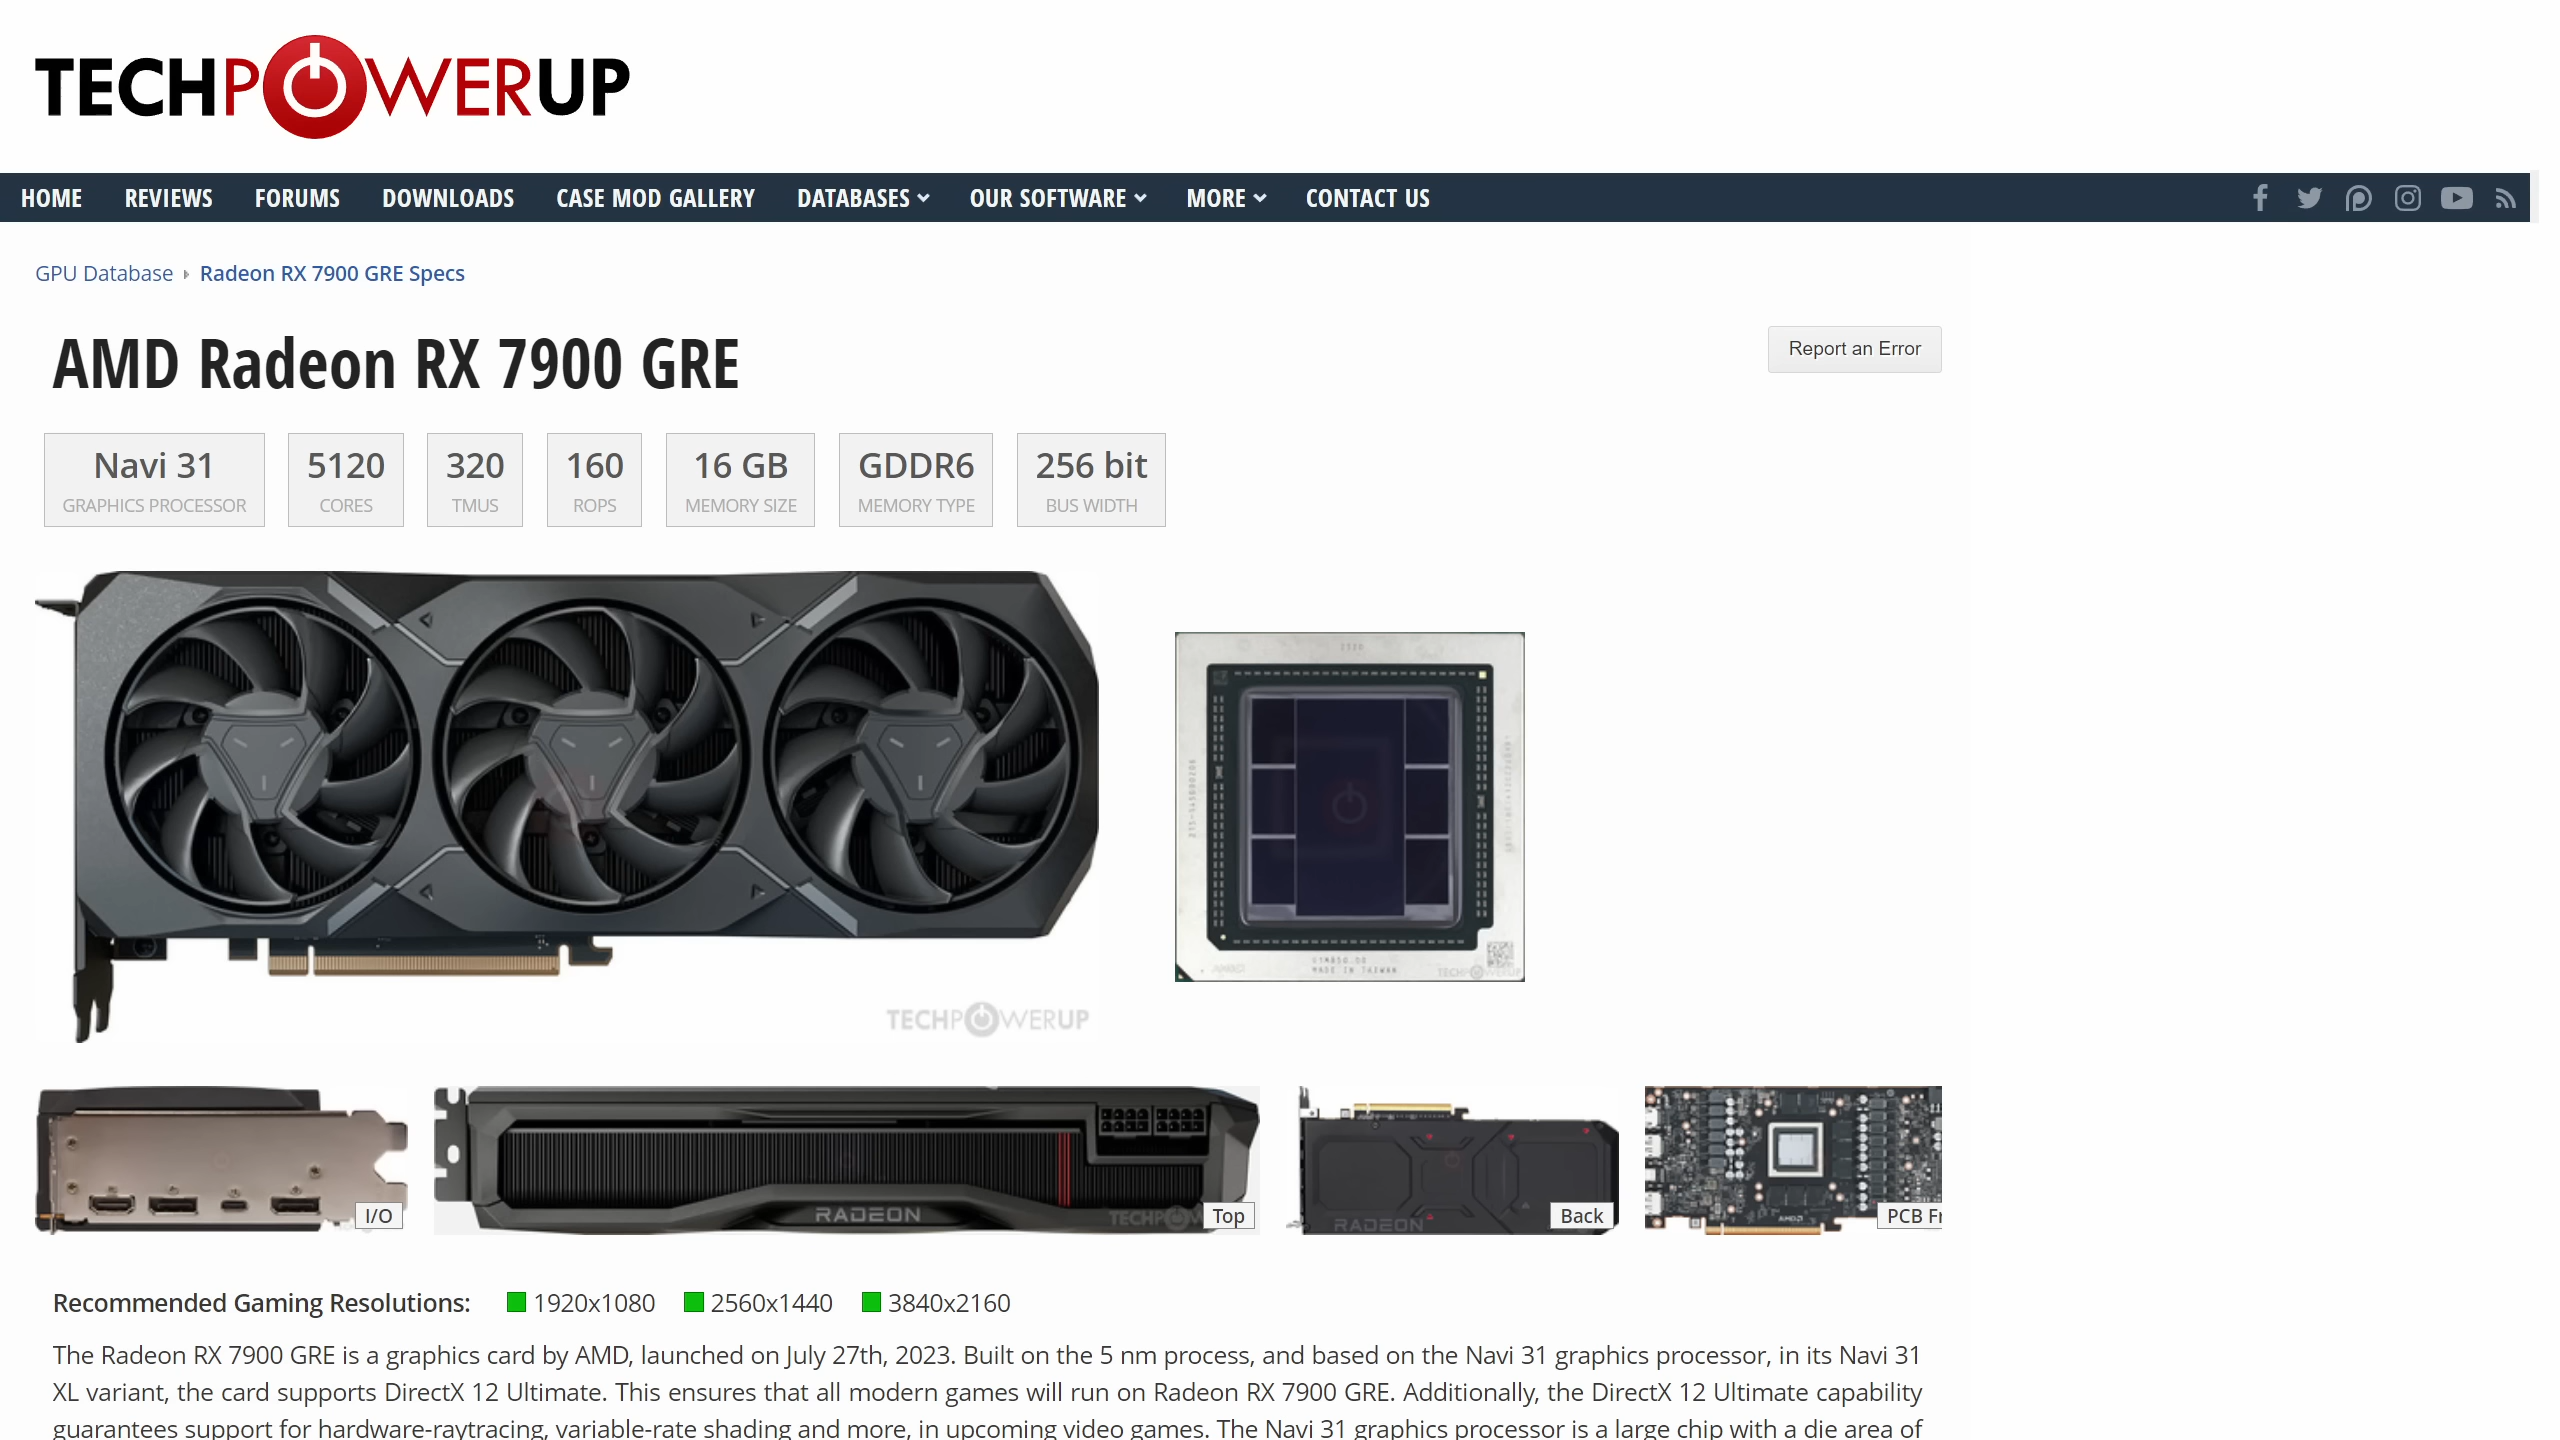 TECHPOWERUP
HOME REVIEWS FORUMS DOWNLOADS CASE MOD GALLERY DATABASES OUR SOFTWARE MORE CONTACT US
GPU Database Radeon RX 7900 GRE Specs
AMD Radeon RX 7900 GRE
Report an Error
Navi 31 5120 320 160 16 GB GDDR6 256 bit
GRAPHICS PROCESSOR CORES TMUS ROPS MEMORY SIZE MEMORY TYPE BUS WIDTH
MADE IN TAIWAN
TECHPOWERUP
TECHPOWERUP
I/O
RADEON
Top
RADEON
Back
AMD
PCB Fr
Recommended Gaming Resolutions: 1920x1080 2560x1440 3840x2160
The Radeon RX 7900 GRE is a graphics card by AMD, launched on July 27th, 2023. Built on the 5 nm process, and based on the Navi 31 graphics processor, in its Navi 31
XL variant, the card supports DirectX 12 Ultimate. This ensures that all modern games will run on Radeon RX 7900 GRE. Additionally, the DirectX 12 Ultimate capability
guarantees support for hardware-raytracing, variable-rate shading and more, in upcoming video games. The Navi 31 graphics processor is a large chip with a die area of